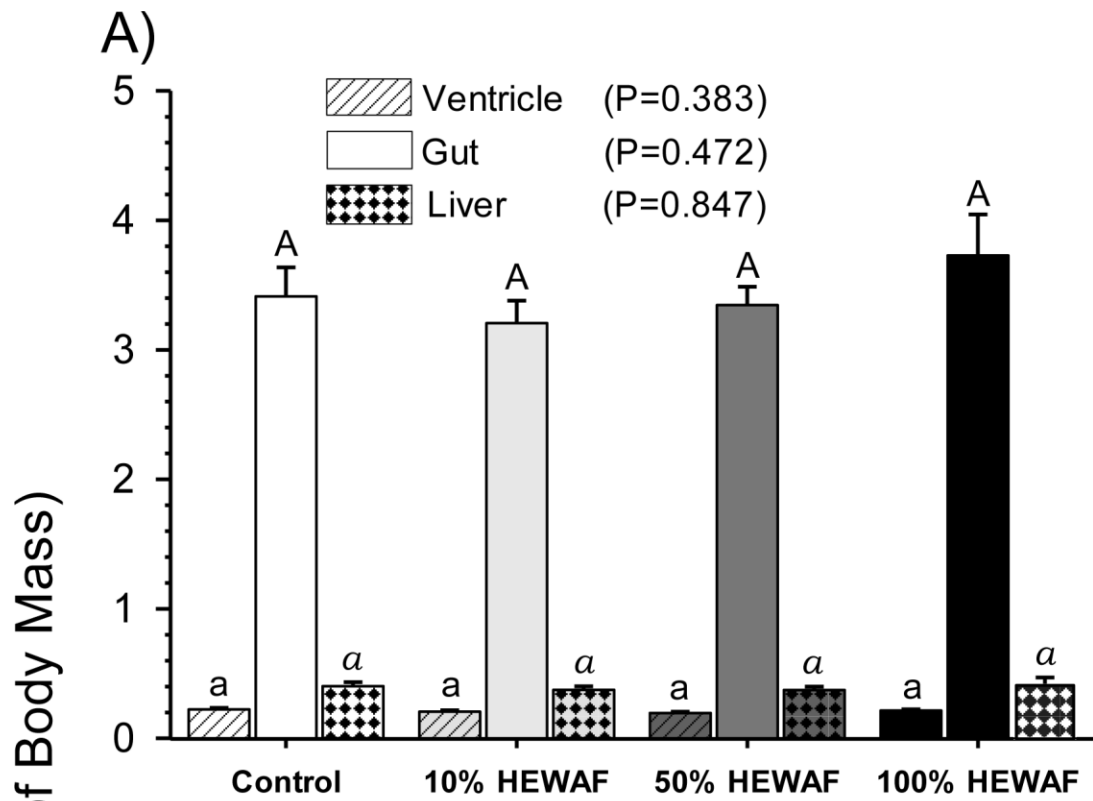 A)
5
Ventricle (P=0.383)
Gut (P=0.472)
Liver (P=0.847)
4
A
A
A
A
3
2
1
0
a
a
a
a
a
a
a
a
Control 10% HEWAF 50% HEWAF 100% HEWAF
of Body Mass)